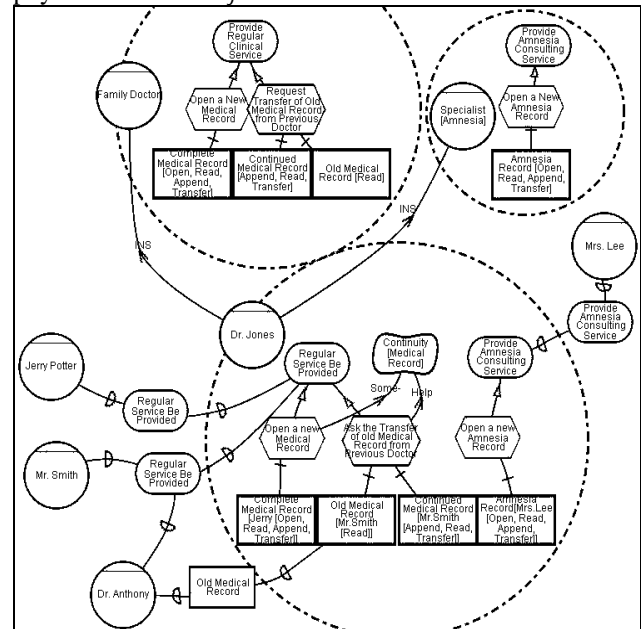 Provide
Regular
Clinical
Service
Provide
Amnesia
Consulting
Service
Family Doctor
Open a New
Medical
Record
Request
Transfer of Old
Medical Record
from Previous
Doctor
Specialist
[Amnesia]
Open a New
Amnesia
Record
Complete
Medical Record
[Open, Read,
Append,
Transfer]
Continued
Medical Record
[Append, Read,
Transfer]
Old Medical
Record [Read]
Amnesia
Record [Open,
Read, Append,
Transfer]
INS
INS
Mrs. Lee
Provide
Amnesia
Consulting
Service
Dr. Jones
Regular
Service Be
Provided
Continuity
[Medical
Record]
Provide
Amnesia
Consulting
Service
Jerry Potter
Regular
Service Be
Provided
Some-
Help
Open a new
Medical
Record
Ask the Transfer
of old Medical
Record from
Previous Doctor
Open a new
Amnesia
Record
Mr. Smith
Regular
Service Be
Provided
Complete
Medical Record
[Jerry [Open,
Read, Append,
Transfer]]
Old Medical
Record
[Mr.Smith
[Read]]
Continued
Medical Record
[Mr.Smith
[Append, Read,
Transfer]]
Amnesia
Record[Mrs.Lee
[Open, Read,
Append,
Transfer]]
Dr. Anthony
Old Medical
Record